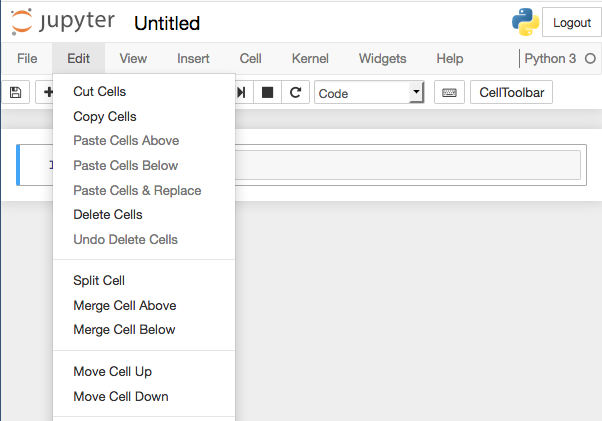 jupyter Untitled Logout
File Edit View Insert Cell Kernel Widgets Help Python 3
Code CellToolbar
Cut Cells
Copy Cells
Paste Cells Above
Paste Cells Below
Paste Cells & Replace
Delete Cells
Undo Delete Cells
Split Cell
Merge Cell Above
Merge Cell Below
Move Cell Up
Move Cell Down